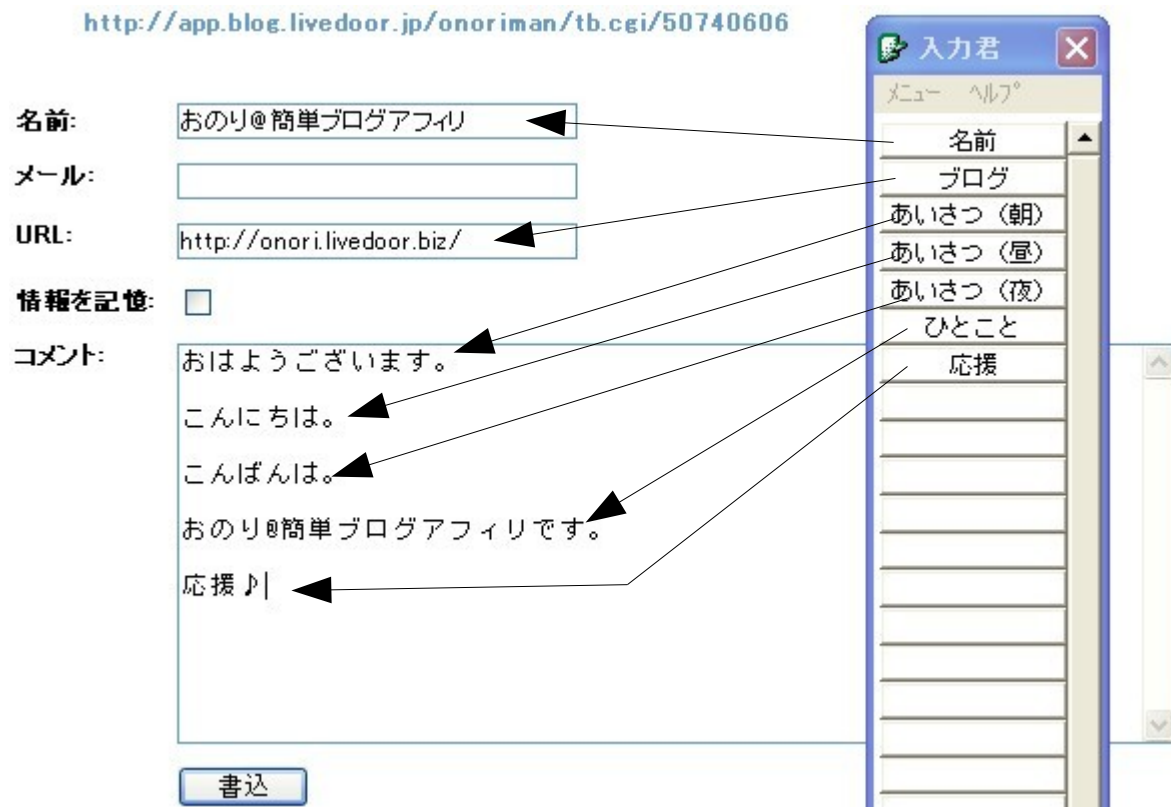 http://app.blog.livedoor.jp/onoriman/tb.cgi/50740606
名前: おのり@簡単ブログアフィリ
メール:
URL: http://onori.livedoor.biz/
情報を記憶:
コメント: おはようございます。
こんにちは。
こんばんは。
おのり@簡単ブログアフィリです。
応援♪
書込
入力君
メニュー ヘルプ
名前
ブログ
あいさつ（朝）
あいさつ（昼）
あいさつ（夜）
ひとこと
応援